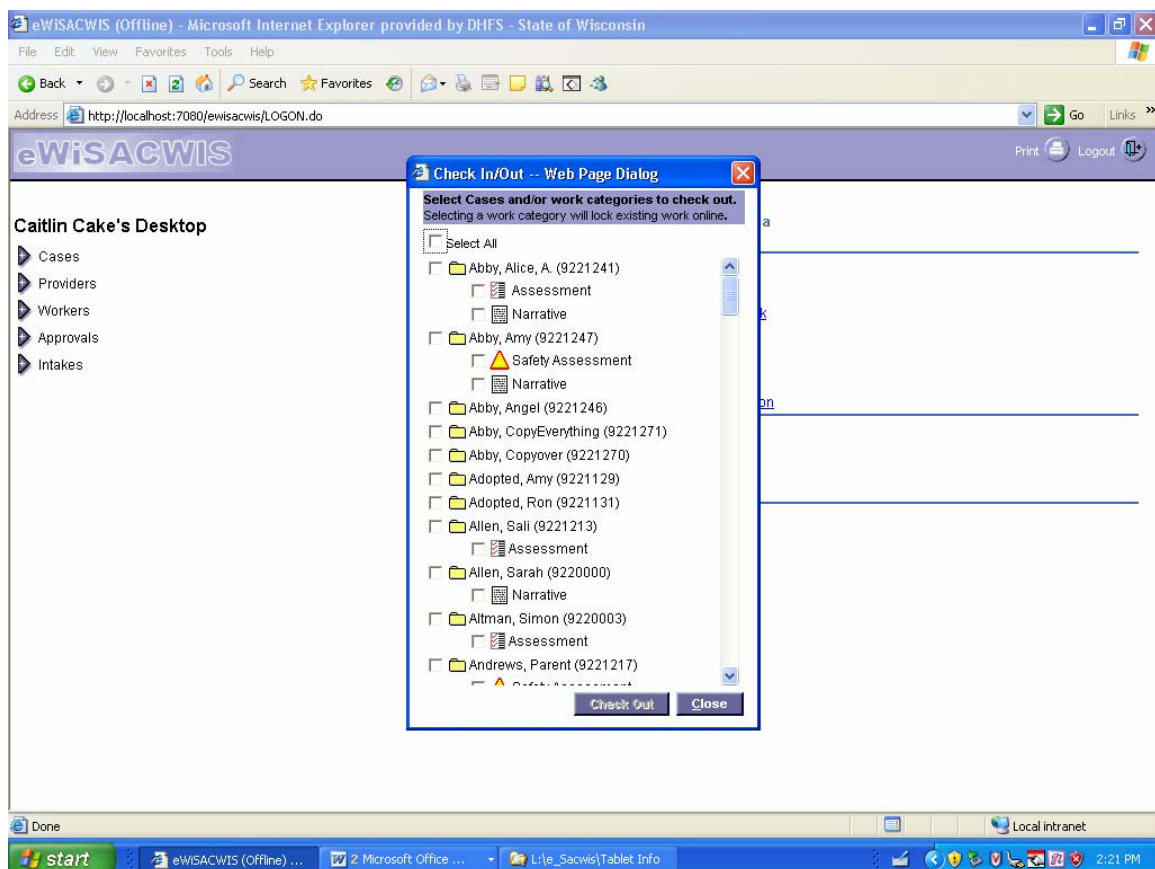 eWiSACWIS (Offline) - Microsoft Internet Explorer provided by DHFS - State of Wisconsin
File Edit View Favorites Tools Help
Back Search Favorites
Address http://localhost:7080/ewisacwis/LOGON.do Go Links »
eWiSACWIS Print Logout
Check In/Out -- Web Page Dialog
Select Cases and/or work categories to check out.
Selecting a work category will lock existing work online.
Caitlin Cake's Desktop
Cases
Providers
Workers
Approvals
Intakes
Select All
Abby, Alice, A. (9221241)
Assessment
Narrative
Abby, Amy (9221247)
Safety Assessment
Narrative
Abby, Angel (9221246)
Abby, CopyEverything (9221271)
Abby, Copyover (9221270)
Adopted, Amy (9221129)
Adopted, Ron (9221131)
Allen, Sali (9221213)
Assessment
Allen, Sarah (9220000)
Narrative
Altman, Simon (9220003)
Assessment
Andrews, Parent (9221217)
Check Out Close
a
k
on
Done Local intranet
start eWiSACWIS (Offline) ... 2 Microsoft Office ... L:\e_Sacwis\Tablet Info 2:21 PM